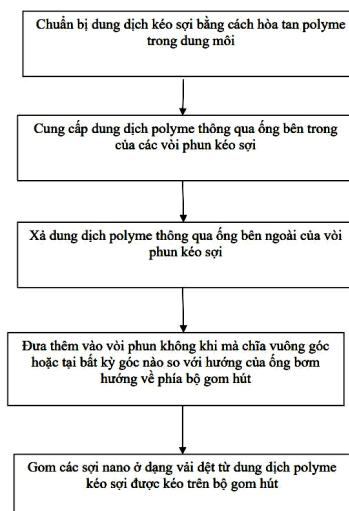 Chuẩn bị dung dịch kéo sợi bằng cách hòa tan polyme
trong dung môi
Cung cấp dung dịch polyme thông qua ống bên trong
của các vòi phun kéo sợi
Xả dung dịch polyme thông qua ống bên ngoài của vòi
phun kéo sợi
Đưa thêm vào vòi phun không khí mà chĩa vuông góc
hoặc tại bất kỳ góc nào so với hướng của ống bơm
hướng về phía bộ gom hút
Gom các sợi nano ở dạng vải dệt từ dung dịch polyme
kéo sợi được kéo trên bộ gom hút